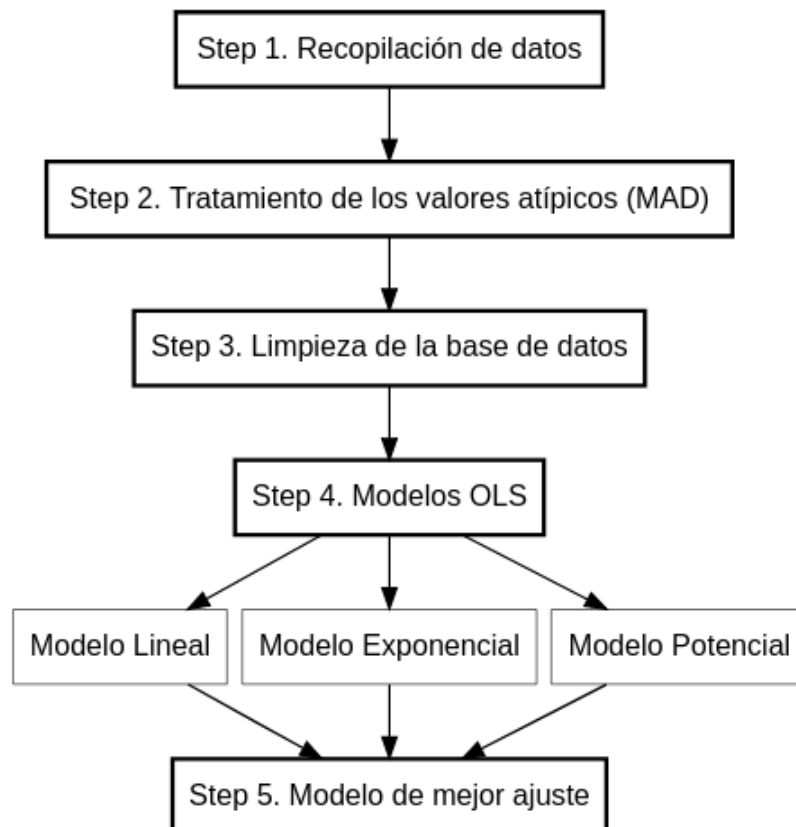 Step 1. Recopilación de datos
Step 2. Tratamiento de los valores atípicos (MAD)
Step 3. Limpieza de la base de datos
Step 4. Modelos OLS
Modelo Lineal
Modelo Exponencial
Modelo Potencial
Step 5. Modelo de mejor ajuste